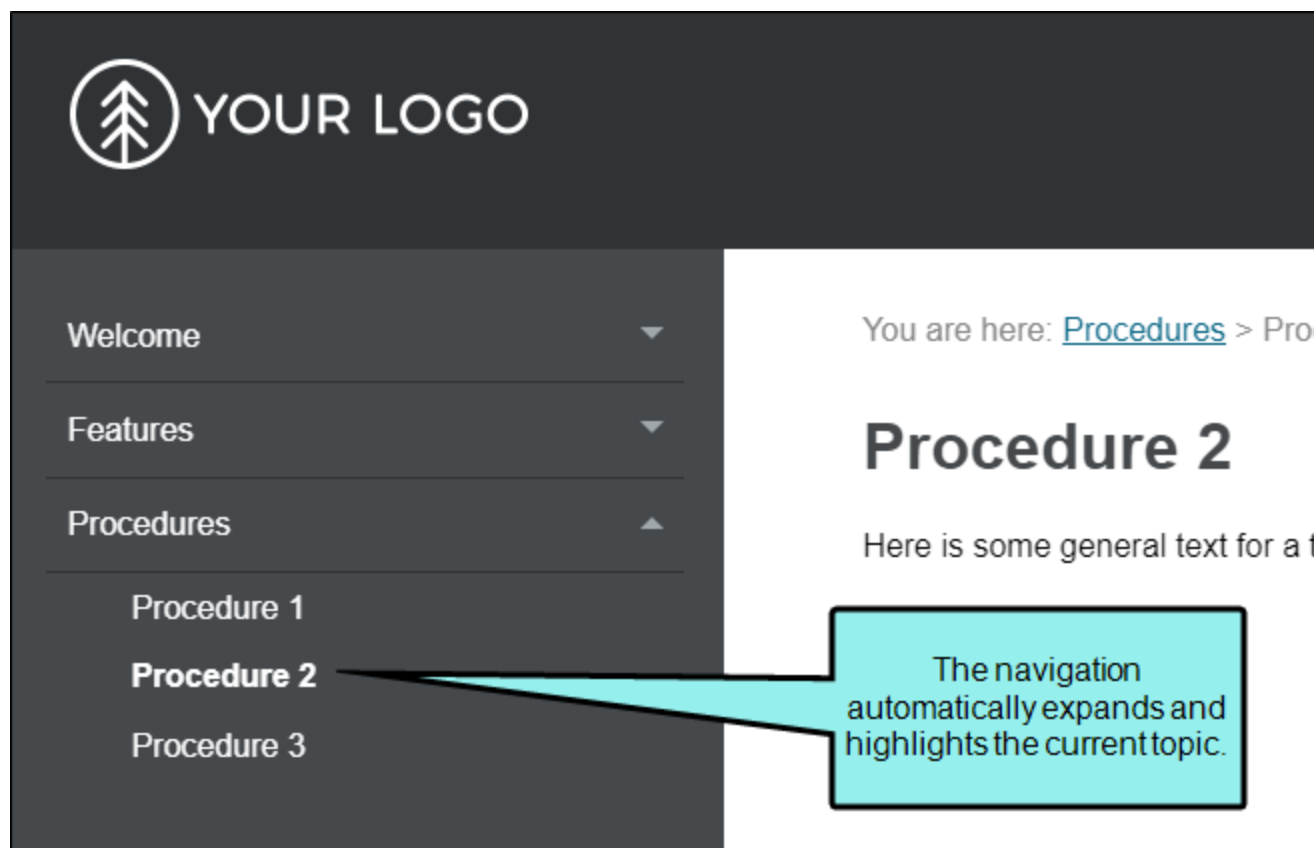 YOUR LOGO
Welcome
Features
Procedures
Procedure 1
Procedure 2
Procedure 3
You are here: Procedures >
Procedure 2
Here is some general text for a
The navigation
automatically expands and
highlights the current topic.